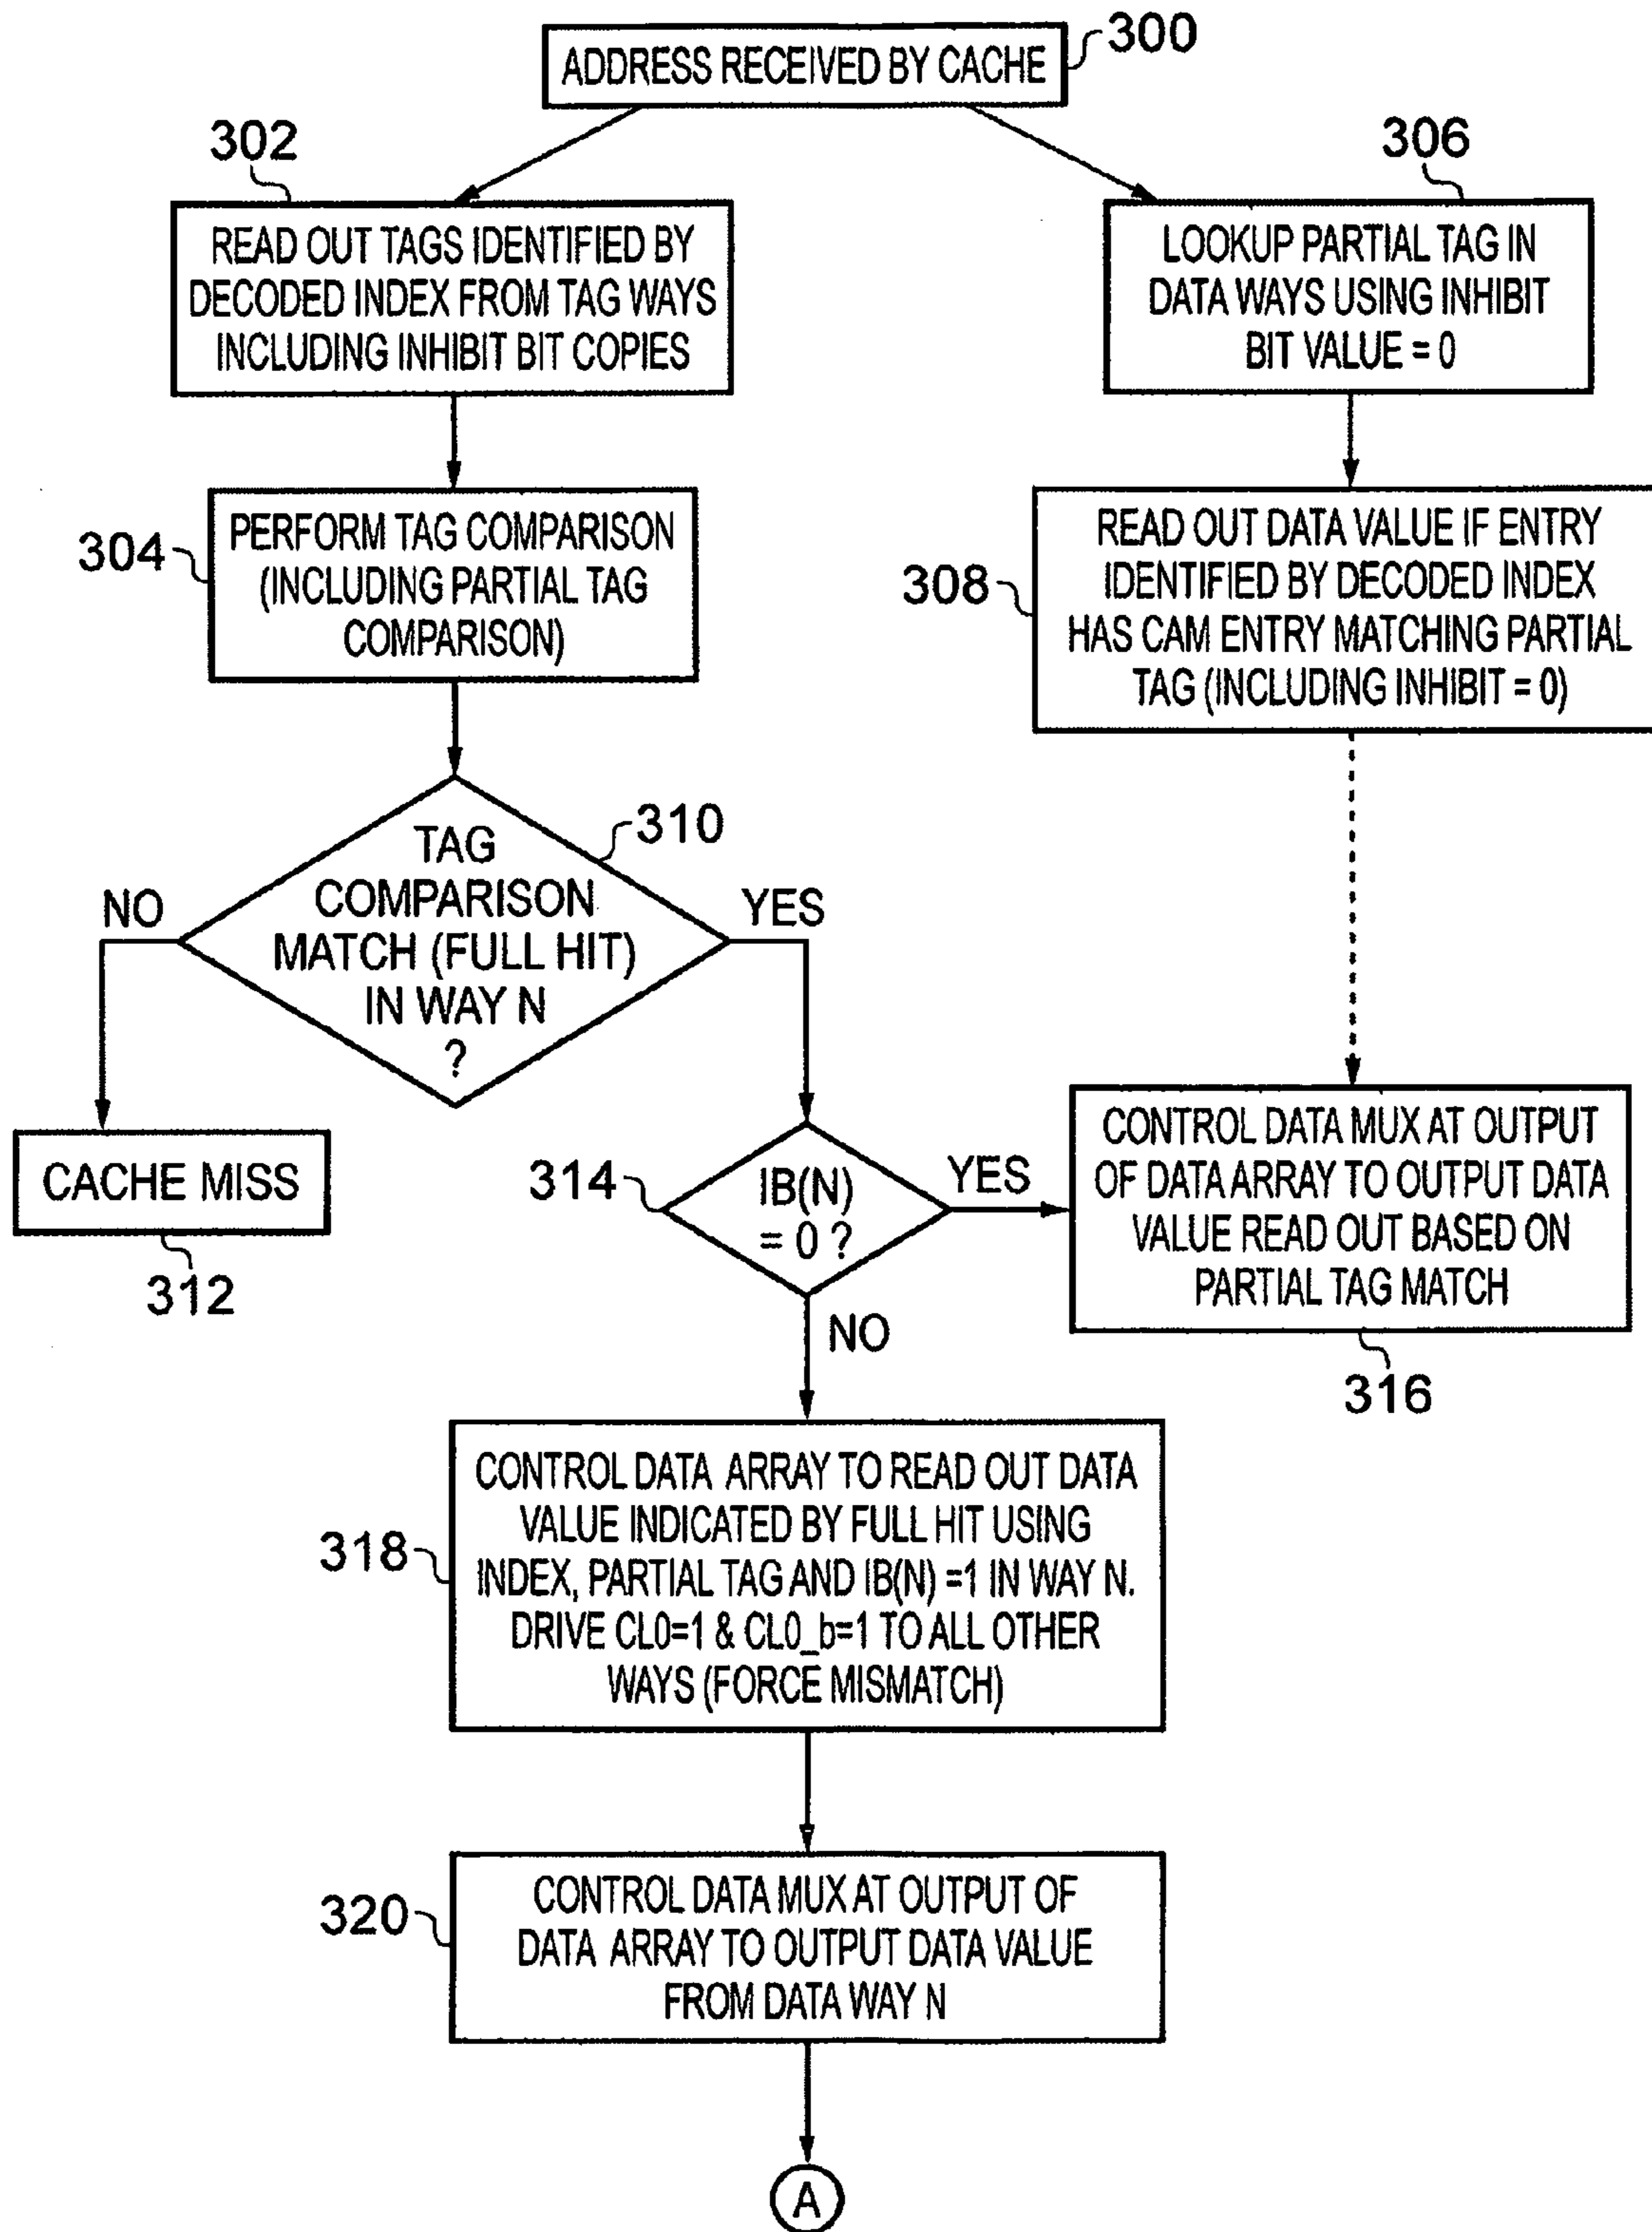 ADDRESS RECEIVED BY CACHE
300
302
READ OUT TAGS IDENTIFIED BY
DECODED INDEX FROM TAG WAYS
INCLUDING INHIBIT BIT COPIES
306
LOOKUP PARTIAL TAG IN
DATA WAYS USING INHIBIT
BIT VALUE = 0
304
PERFORM TAG COMPARISON
(INCLUDING PARTIAL TAG
COMPARISON)
308
READ OUT DATA VALUE IF ENTRY
IDENTIFIED BY DECODED INDEX
HAS CAM ENTRY MATCHING PARTIAL
TAG (INCLUDING INHIBIT = 0)
310
TAG
COMPARISON
MATCH (FULL HIT)
IN WAY N
?
NO
YES
CACHE MISS
312
314
IB(N)
= 0 ?
YES
NO
CONTROL DATA MUX AT OUTPUT
OF DATA ARRAY TO OUTPUT DATA
VALUE READ OUT BASED ON
PARTIAL TAG MATCH
316
318
CONTROL DATA ARRAY TO READ OUT DATA
VALUE INDICATED BY FULL HIT USING
INDEX, PARTIAL TAG AND IB(N) =1 IN WAY N.
DRIVE CL0=1 & CL0_b=1 TO ALL OTHER
WAYS (FORCE MISMATCH)
320
CONTROL DATA MUX AT OUTPUT OF
DATA ARRAY TO OUTPUT DATA VALUE
FROM DATA WAY N
A